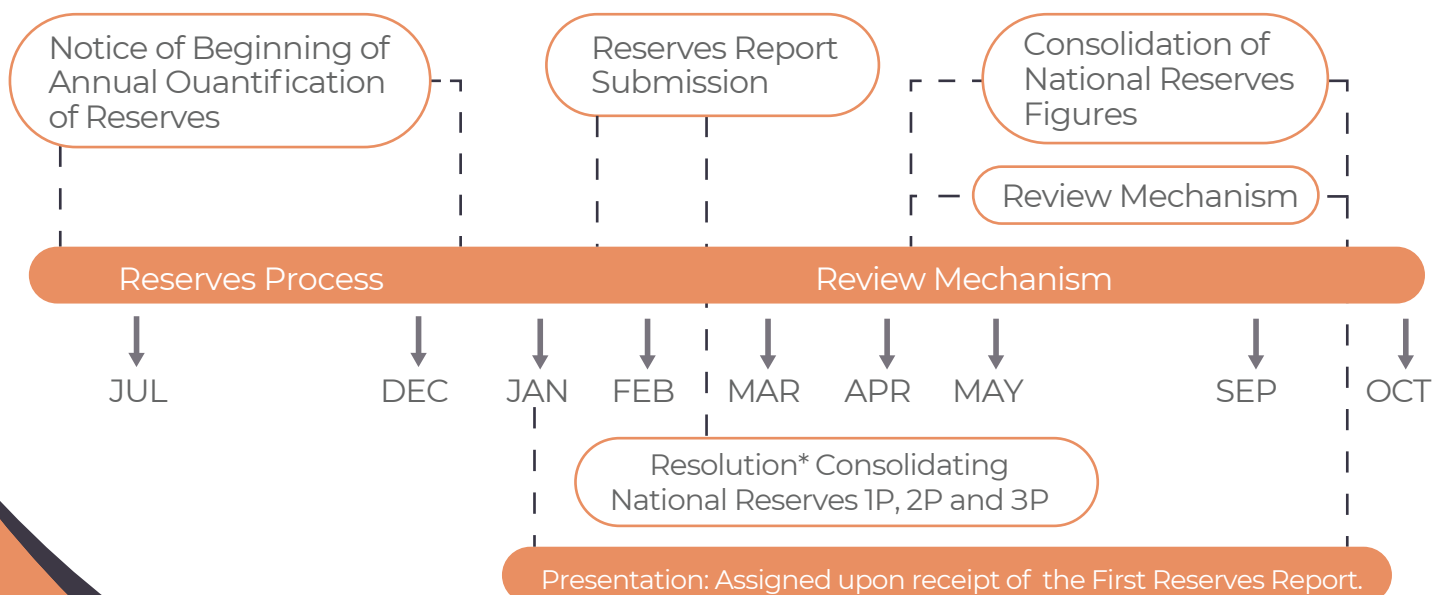 Notice of Beginning of
Annual Ouantification
of Reserves
Reserves Report
Submission
Consolidation of
National Reserves
Figures
Review Mechanism
Reserves Process
Review Mechanism
JUL
DEC
JAN
FEB
MAR
APR
MAY
SEP
OCT
Resolution* Consolidating
National Reserves 1P, 2P and 3P
Presentation: Assigned upon receipt of the First Reserves Report.